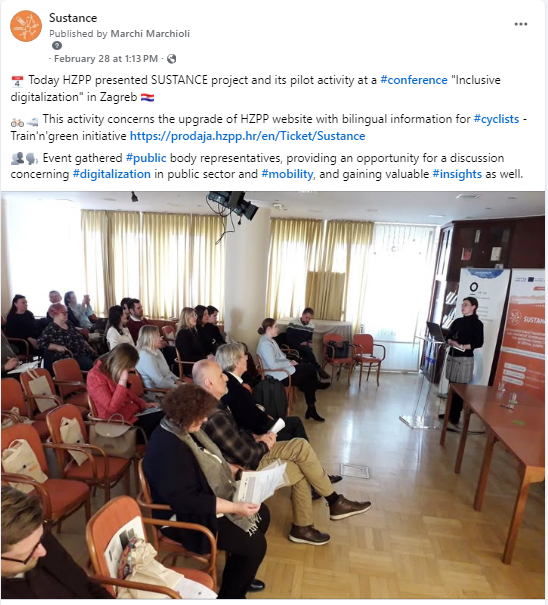 Sustance
Published by Marchi Marchioli
· February 28 at 1:13 PM ·
Today HZPP presented SUSTANCE project and its pilot activity at a #conference "Inclusive
digitalization" in Zagreb
This activity concerns the upgrade of HZPP website with bilingual information for #cyclists -
Train'n'green initiative https://prodaja.hzpp.hr/en/Ticket/Sustance
Event gathered #public body representatives, providing an opportunity for a discussion
concerning #digitalization in public sector and #mobility, and gaining valuable #insights as well.
SUSTANCE